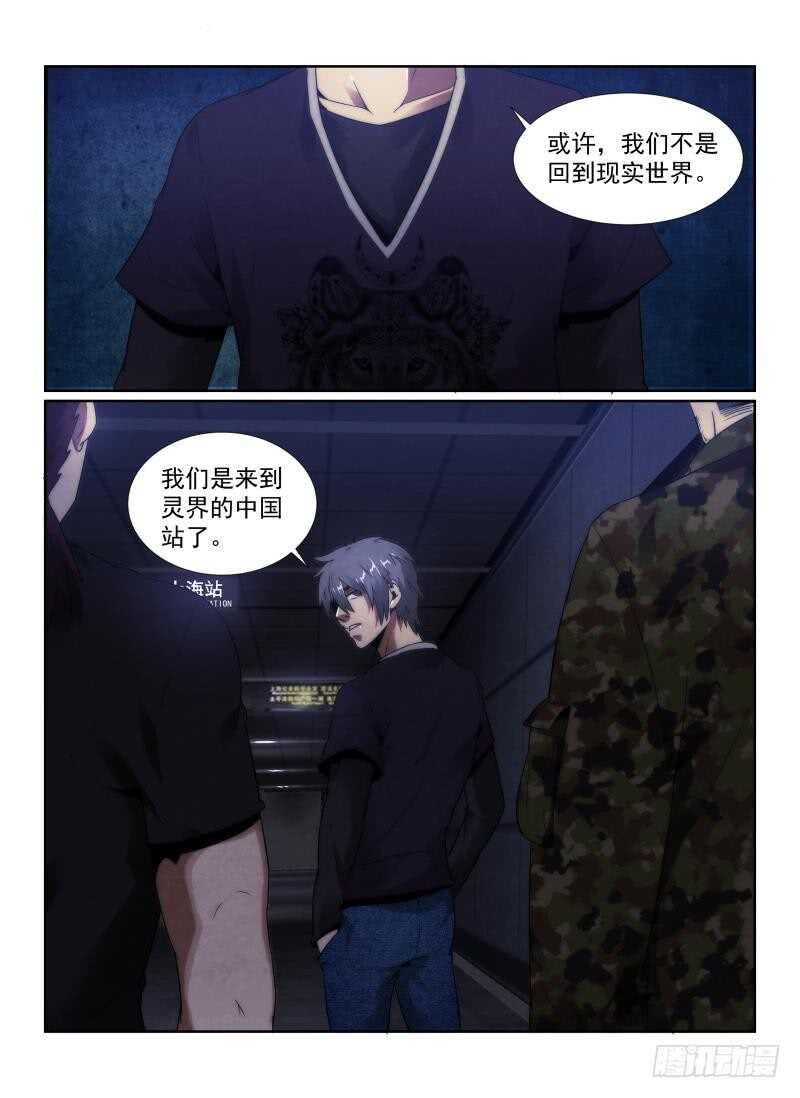 或许，我们不是
回到现实世界。
我们是来到
灵界的中国
站了。
海站
腾讯动漫